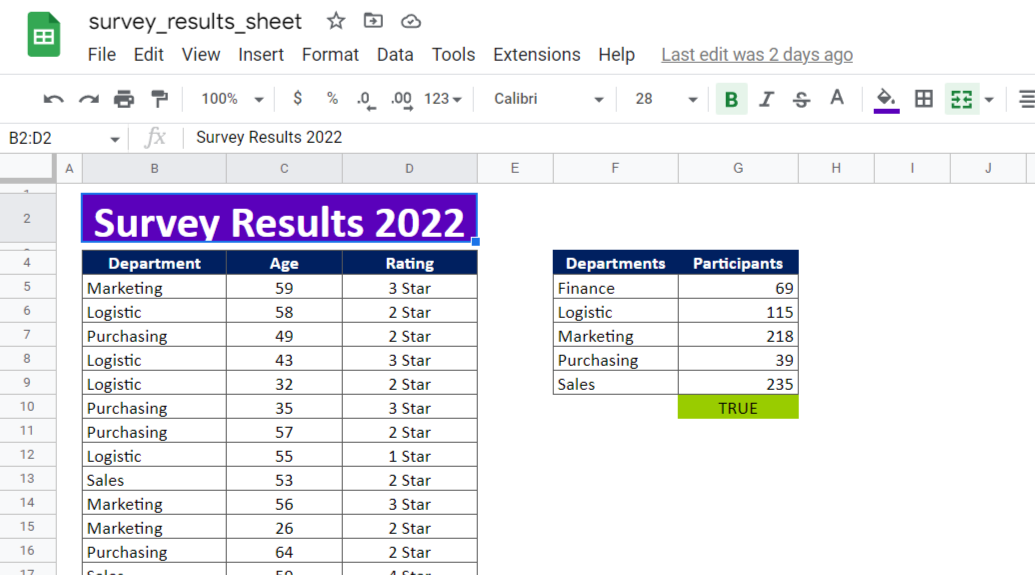 survey_results_sheet
File Edit View Insert Format Data Tools Extensions Help Last edit was 2 days ago
100% $ % .0 .00 123 Calibri 28 B I S A
B2:D2 fx Survey Results 2022
A B C D E F G H I J
2 Survey Results 2022
4 Department Age Rating Departments Participants
5 Marketing 59 3 Star Finance 69
6 Logistic 58 2 Star Logistic 115
7 Purchasing 49 2 Star Marketing 218
8 Logistic 43 3 Star Purchasing 39
9 Logistic 32 2 Star Sales 235
10 Purchasing 35 3 Star TRUE
11 Purchasing 57 2 Star
12 Logistic 55 1 Star
13 Sales 53 2 Star
14 Marketing 56 3 Star
15 Marketing 26 2 Star
16 Purchasing 64 2 Star
17